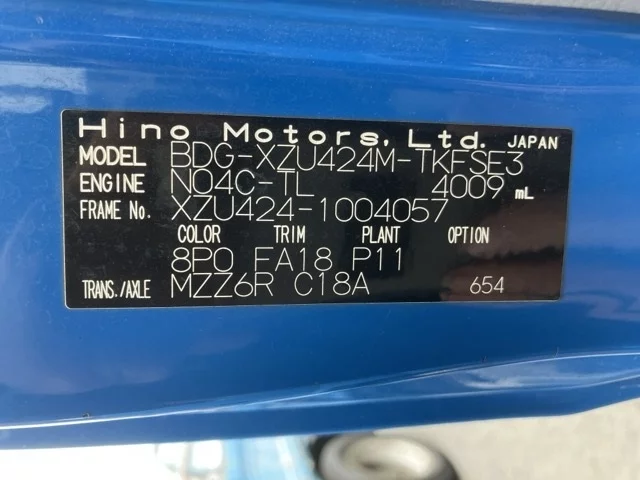 Hino Motors, Ltd. JAPAN
MODEL BDG-XZU424M-TKFSE3
ENGINE N04C-TL 4009 mL
FRAME No. XZU424-1004057
COLOR TRIM PLANT OPTION
8P0 FA18 P11
TRANS./AXLE MZZ6R C18A 654